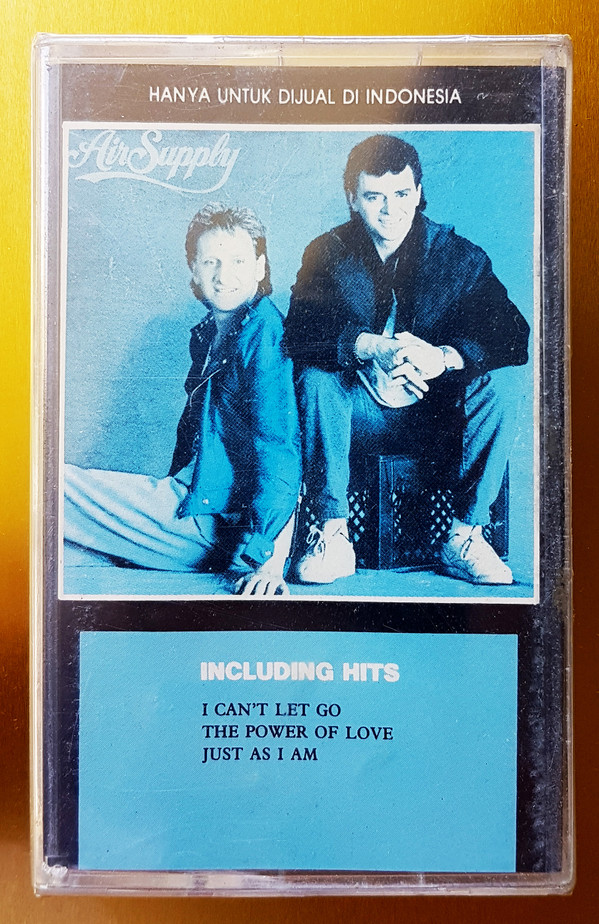 HANYA UNTUK DIJUAL DI INDONESIA
Air Supply
INCLUDING HITS
I CAN'T LET GO
THE POWER OF LOVE
JUST AS I AM